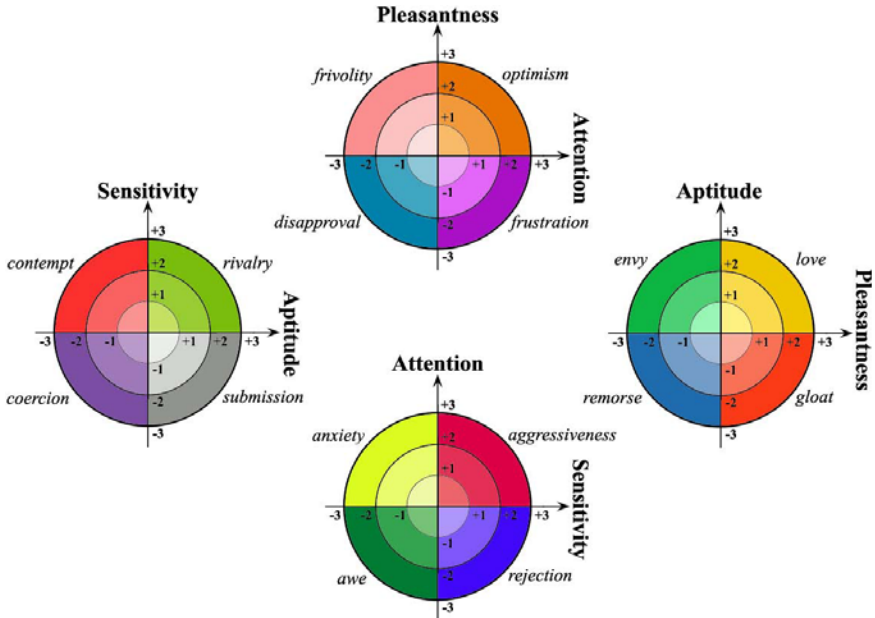 Pleasantness
+3
frivolity
optimism
+2
+1
Attention
-3
-2
-1
+1
+2
+3
-1
disapproval
-2
frustration
-3
Sensitivity
+3
contempt
rivalry
+2
+1
Aptitude
-3
-2
-1
+1
+2
+3
-1
coercion
-2
submission
-3
Aptitude
+3
envy
love
+2
+1
Pleasantness
-3
-2
-1
+1
+2
+3
-1
remorse
-2
gloat
-3
Attention
+3
anxiety
aggressiveness
+2
+1
Sensitivity
-3
-2
-1
+1
+2
+3
-1
awe
-2
rejection
-3